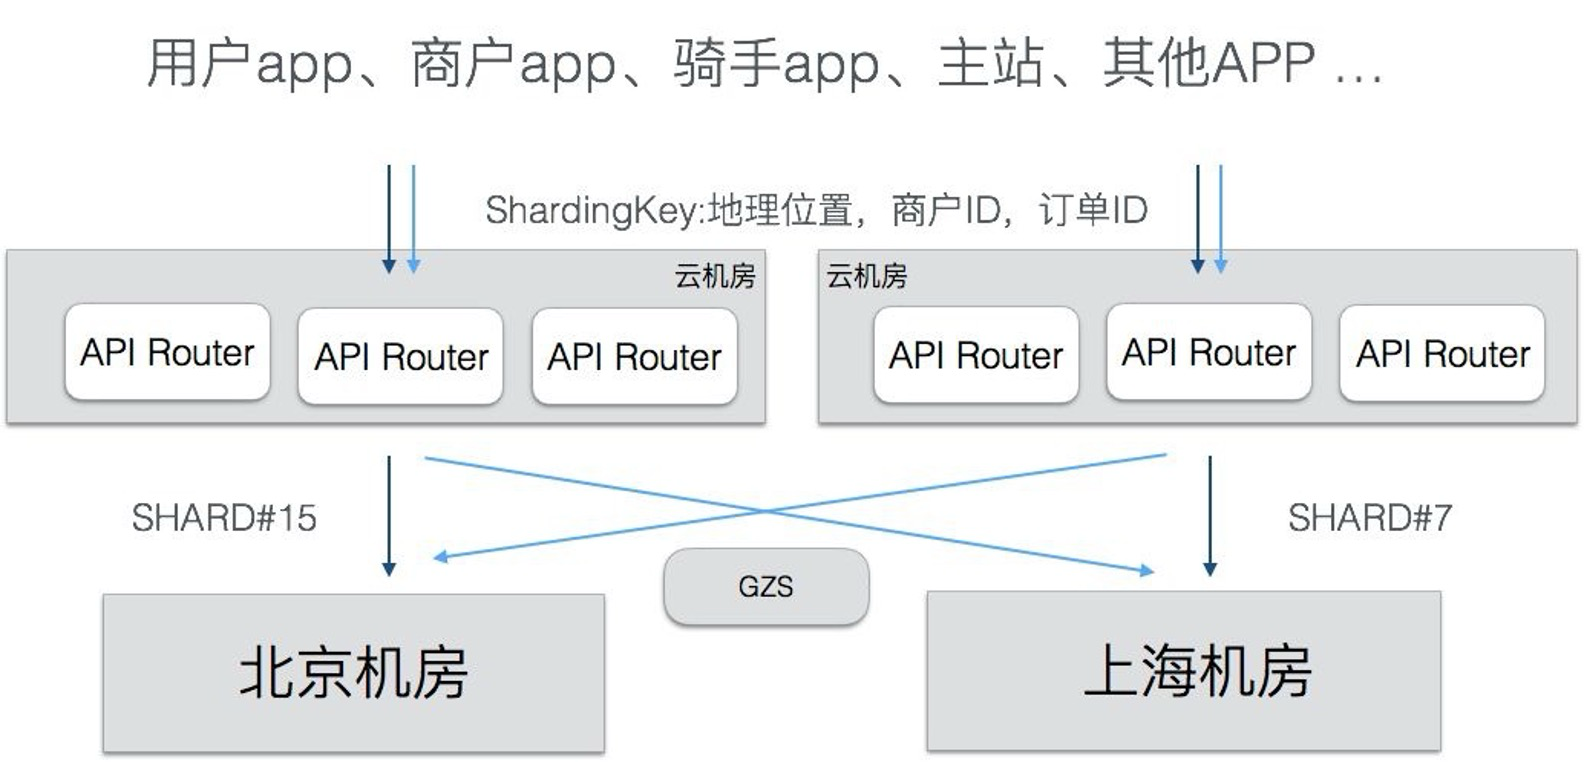 用户app、商户app、骑手app、主站、其他APP ...
ShardingKey:地理位置，商户ID，订单ID
云机房
云机房
API Router
API Router
API Router
API Router
API Router
API Router
SHARD#15
SHARD#7
GZS
北京机房
上海机房